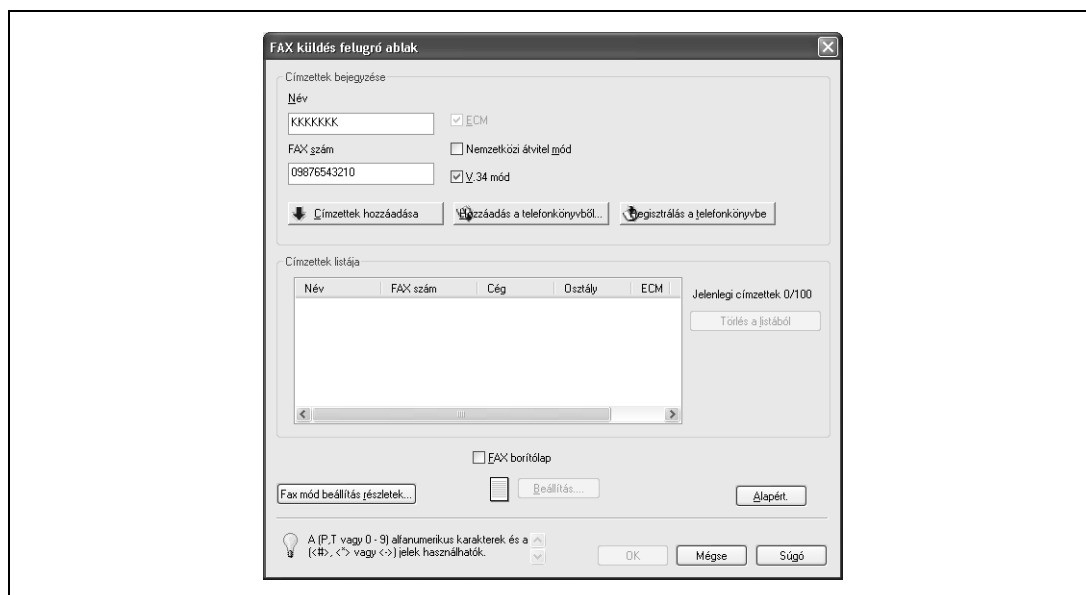 FAX küldés felugró ablak
Címzettek bejegyzése
Név
KKKKKKK
ECM
FAX szám
Nemzetközi átvitel mód
09876543210
V.34 mód
Címzettek hozzáadása
Hozzáadás a telefonkönyvből...
Regisztrálás a telefonkönyvbe
Címzettek listája
Név FAX szám Cég Osztály ECM
Jelenlegi címzettek 0/100
Törlés a listából
FAX borítólap
Fax mód beállítás részletek...
Beállítás....
Alapért.
A (P,T vagy 0 - 9) alfanumerikus karakterek és a
(<#>, <*> vagy <->) jelek használhatók.
OK Mégse Súgó